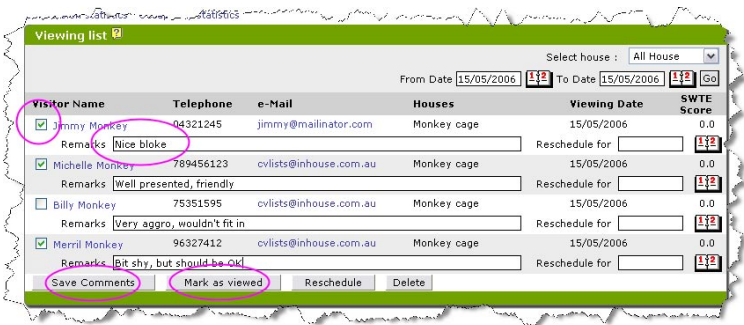 statistics statistics
Viewing list ?
Select house : All House
From Date 15/05/2006 To Date 15/05/2006 Go
Visitor Name Telephone e-Mail Houses Viewing Date SWTE Score
Jimmy Monkey 04321245 jimmy@mailinator.com Monkey cage 15/05/2006 0.0
Remarks Nice bloke Reschedule for
Michelle Monkey 789456123 cvlists@inhouse.com.au Monkey cage 15/05/2006 0.0
Remarks Well presented, friendly Reschedule for
Billy Monkey 75351595 cvlists@inhouse.com.au Monkey cage 15/05/2006 0.0
Remarks Very aggro, wouldn't fit in Reschedule for
Merril Monkey 96327412 cvlists@inhouse.com.au Monkey cage 15/05/2006 0.0
Remarks Bit shy, but should be OK Reschedule for
Save Comments Mark as viewed Reschedule Delete